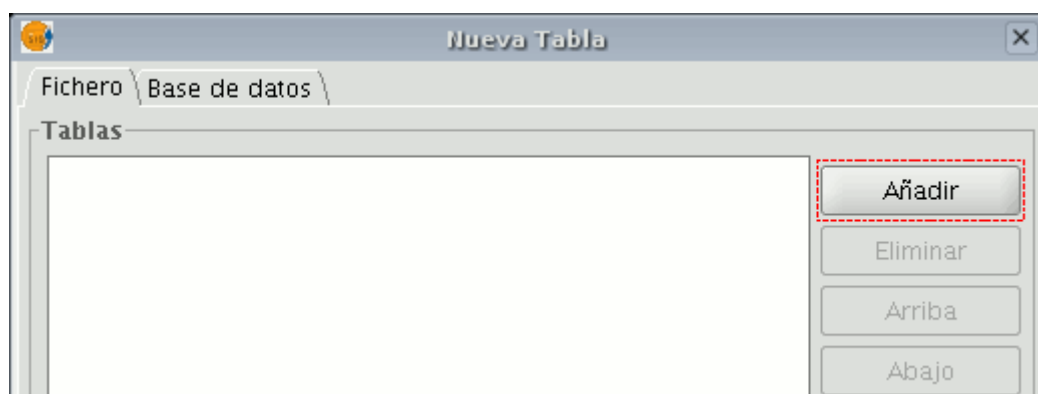 Nueva Tabla
Fichero
Base de datos
Tablas
Añadir
Eliminar
Arriba
Abajo